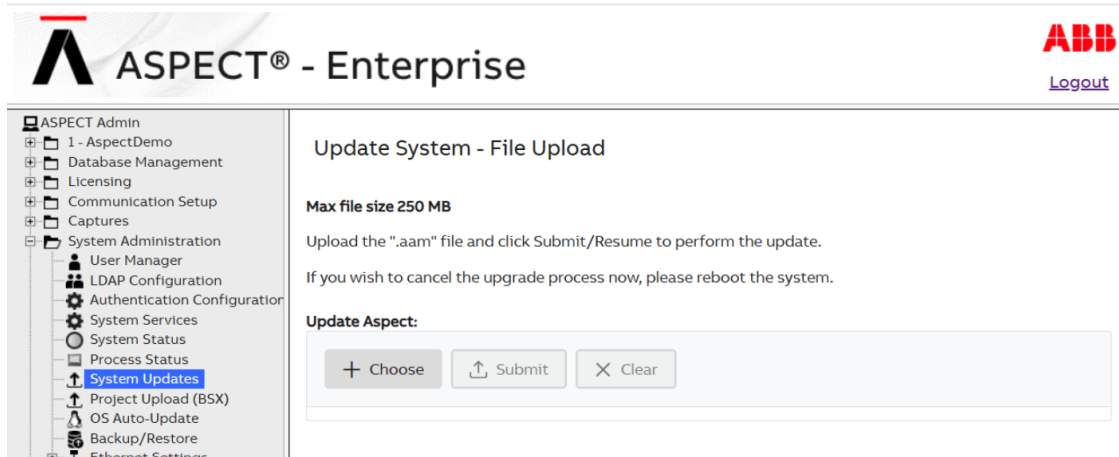 ASPECT® - Enterprise
ABB
Logout
ASPECT Admin
1 - AspectDemo
Database Management
Licensing
Communication Setup
Captures
System Administration
User Manager
LDAP Configuration
Authentication Configuration
System Services
System Status
Process Status
System Updates
Project Upload (BSX)
OS Auto-Update
Backup/Restore
Ethernet Settings
Update System - File Upload
Max file size 250 MB
Upload the ".aam" file and click Submit/Resume to perform the update.
If you wish to cancel the upgrade process now, please reboot the system.
Update Aspect:
Choose
Submit
Clear